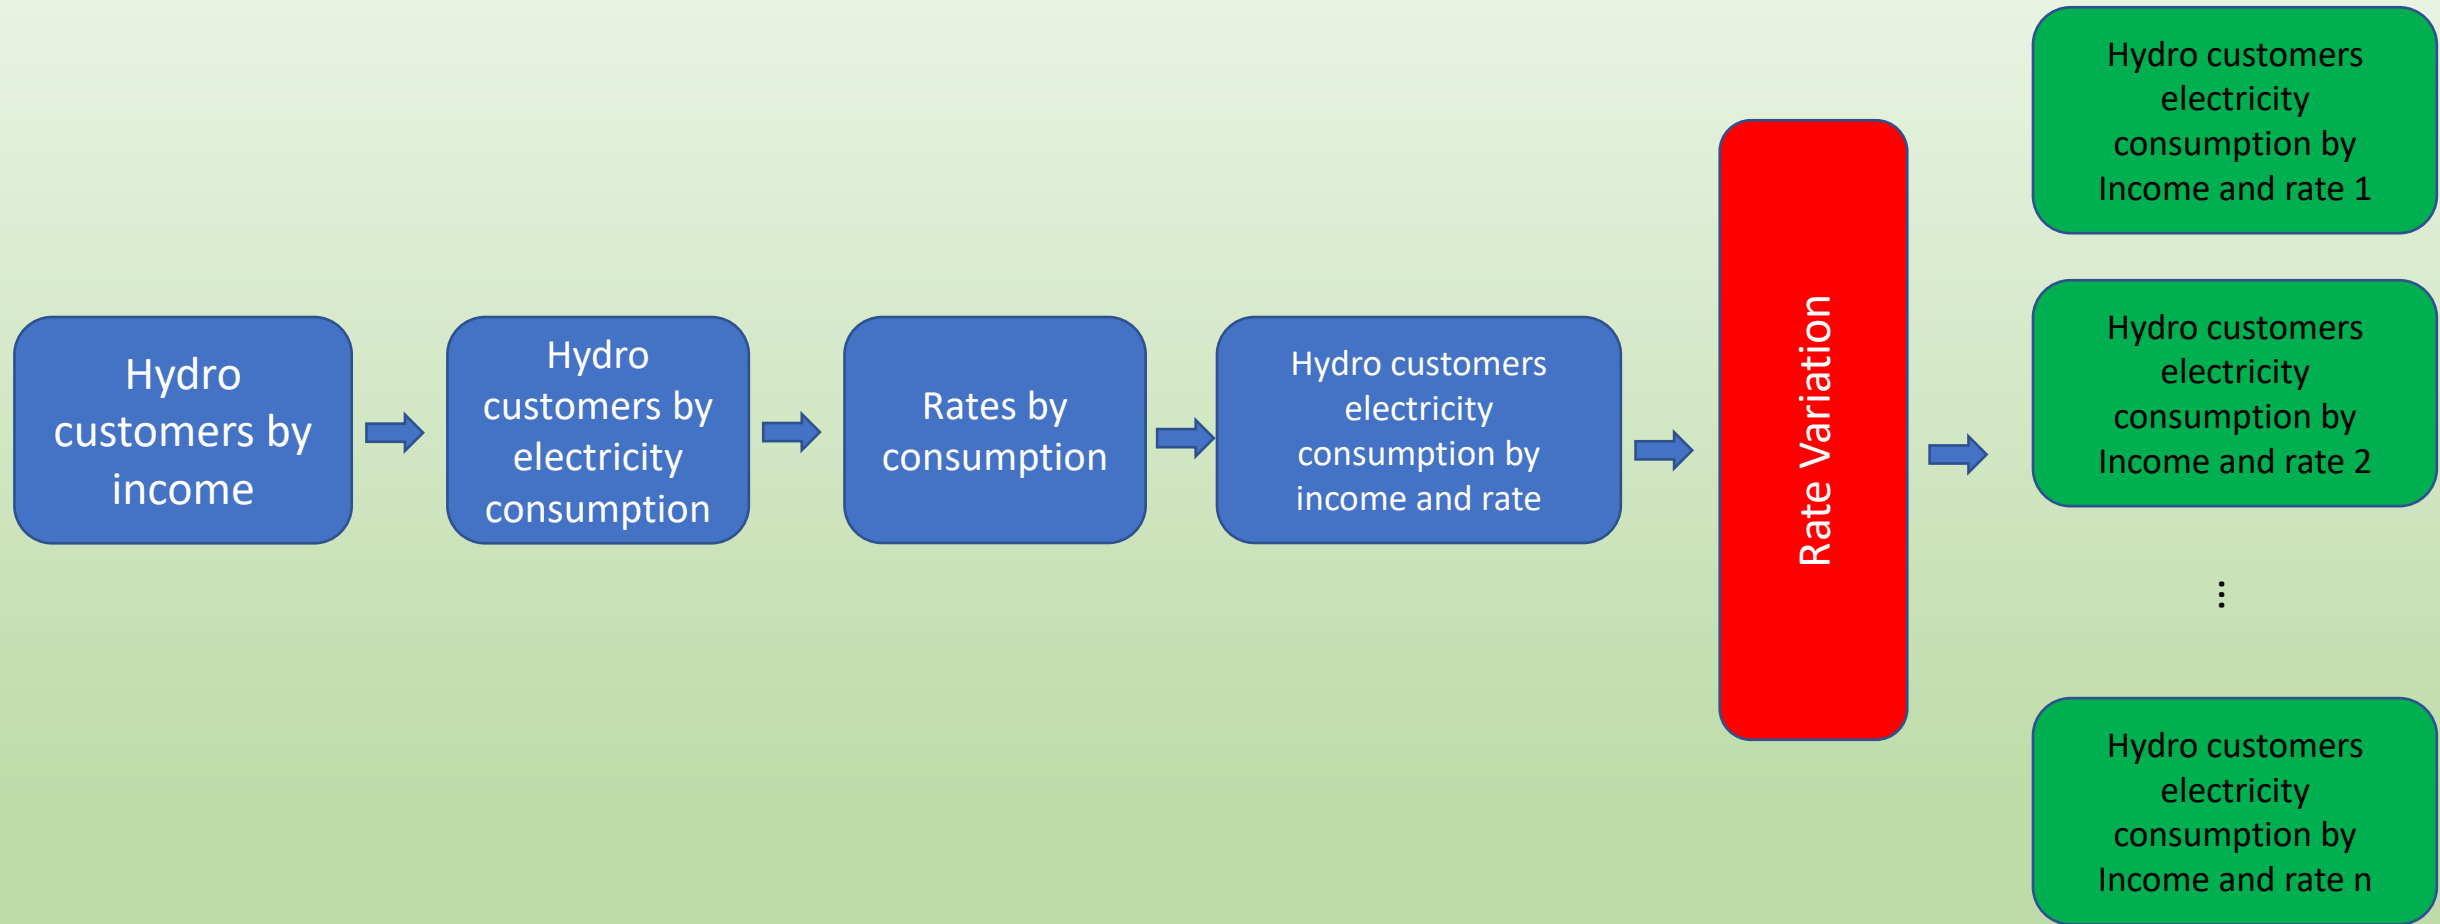 Hydro
customers by
income
Hydro
customers by
electricity
consumption
Rates by
consumption
Hydro customers
electricity
consumption by
income and rate
Rate Variation
Hydro customers
electricity
consumption by
Income and rate 1
Hydro customers
electricity
consumption by
Income and rate 2
...
Hydro customers
electricity
consumption by
Income and rate n